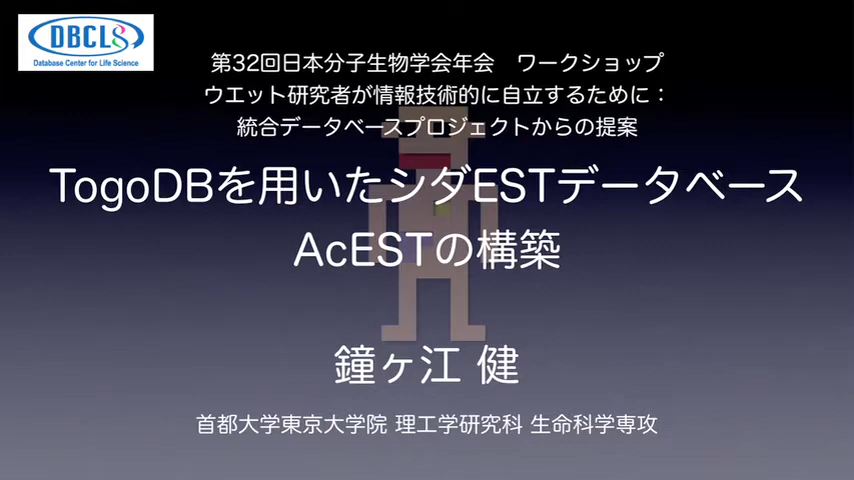 DBCLS
Database Center for Life Science
第32回日本分子生物学会年会　ワークショップ
ウエット研究者が情報技術的に自立するために：
統合データベースプロジェクトからの提案
TogoDBを用いたシダESTデータベース
AcESTの構築
鐘ヶ江 健
首都大学東京大学院 理工学研究科 生命科学専攻